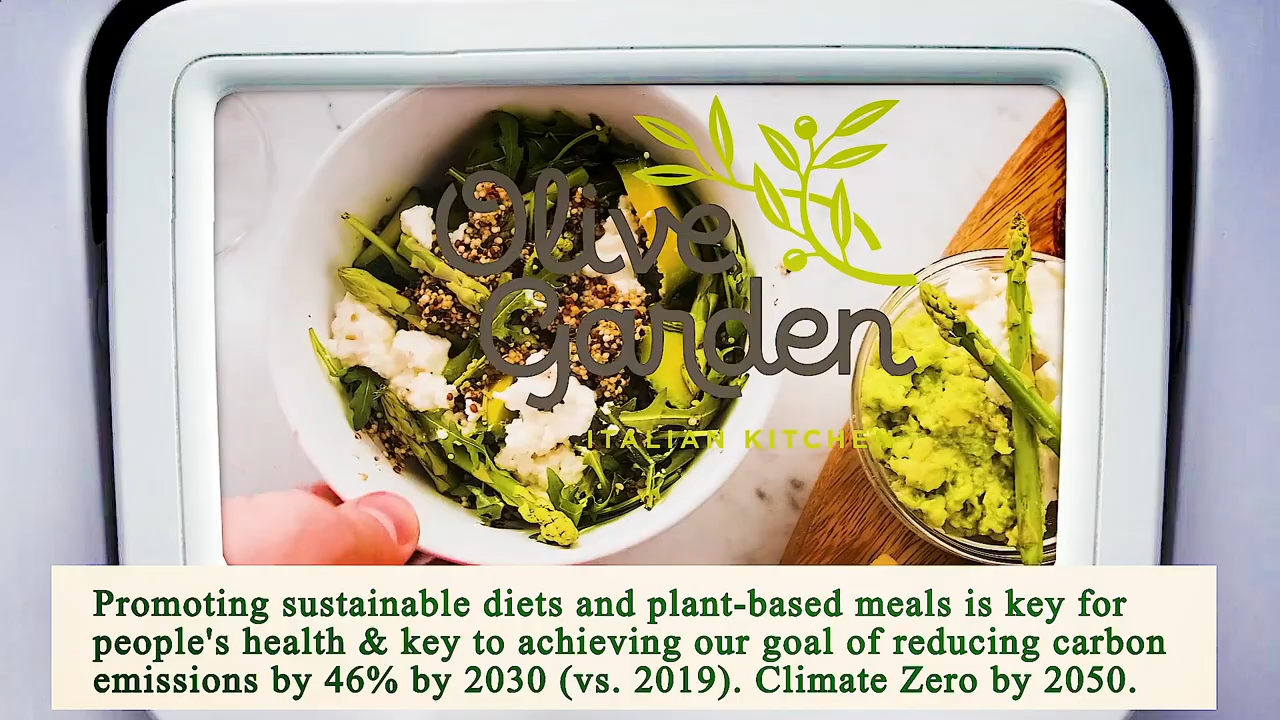 Olive
Garden
ITALIAN KITCHEN
Promoting sustainable diets and plant-based meals is key for
people's health & key to achieving our goal of reducing carbon
emissions by 46% by 2030 (vs. 2019). Climate Zero by 2050.